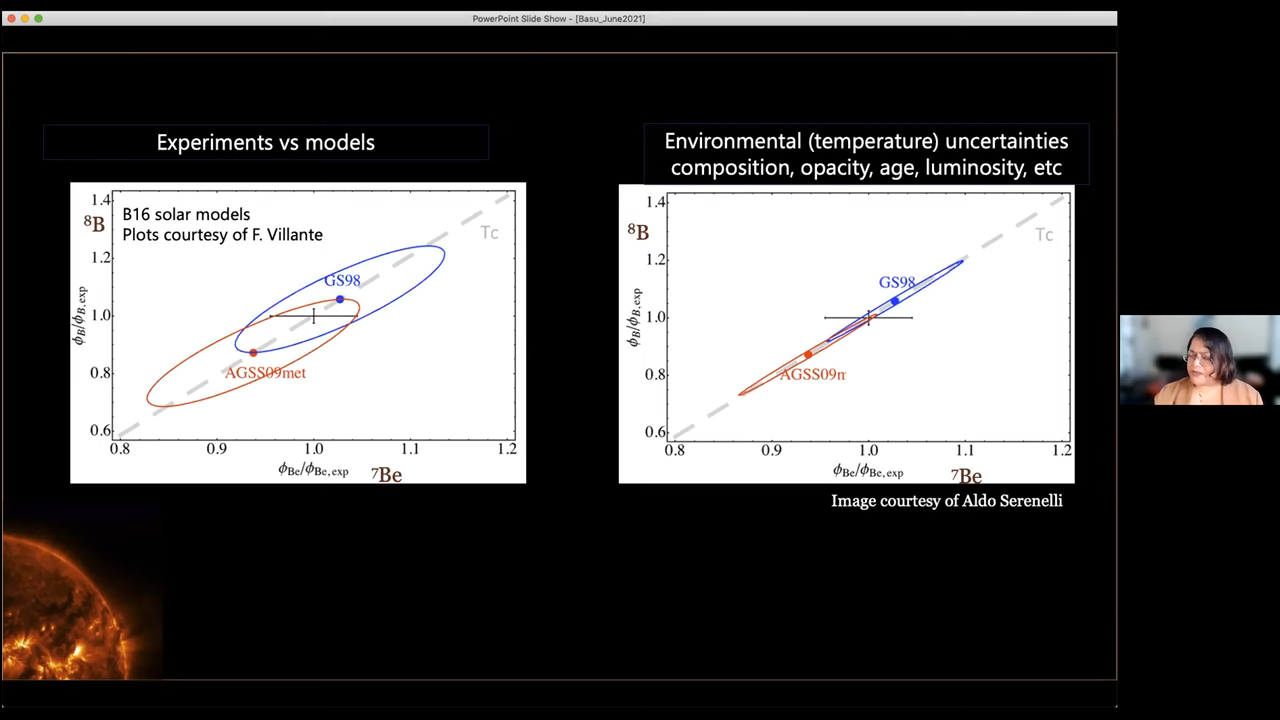 PowerPoint Slide Show - [Basu_June2021]
Experiments vs models
B16 solar models
Plots courtesy of F. Villante
⁸B
Tc
GS98
AGSS09met
ϕB/ϕB,exp
1.4
1.2
1.0
0.8
0.6
0.8 0.9 1.0 1.1 1.2
ϕBe/ϕBe,exp
⁷Be
Environmental (temperature) uncertainties
composition, opacity, age, luminosity, etc
⁸B
Tc
GS98
AGSS09m
ϕB/ϕB,exp
1.4
1.2
1.0
0.8
0.6
0.8 0.9 1.0 1.1 1.2
ϕBe/ϕBe,exp
⁷Be
Image courtesy of Aldo Serenelli